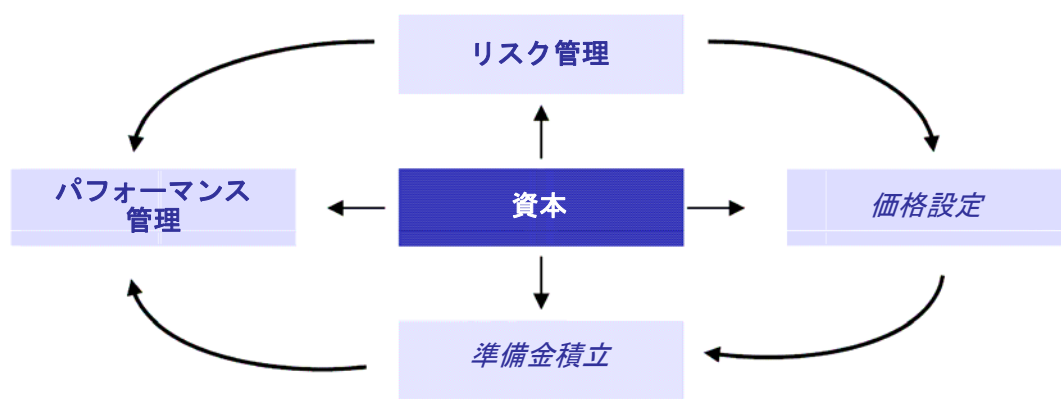 リスク管理
パフォーマンス
管理
資本
価格設定
準備金積立